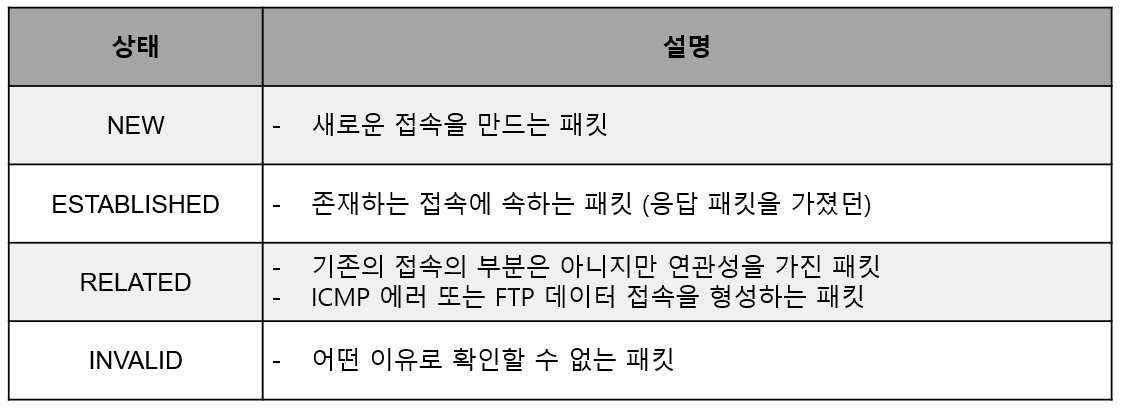 상태 설명
NEW - 새로운 접속을 만드는 패킷
ESTABLISHED - 존재하는 접속에 속하는 패킷 (응답 패킷을 가졌던)
RELATED - 기존의 접속의 부분은 아니지만 연관성을 가진 패킷
- ICMP 에러 또는 FTP 데이터 접속을 형성하는 패킷
INVALID - 어떤 이유로 확인할 수 없는 패킷